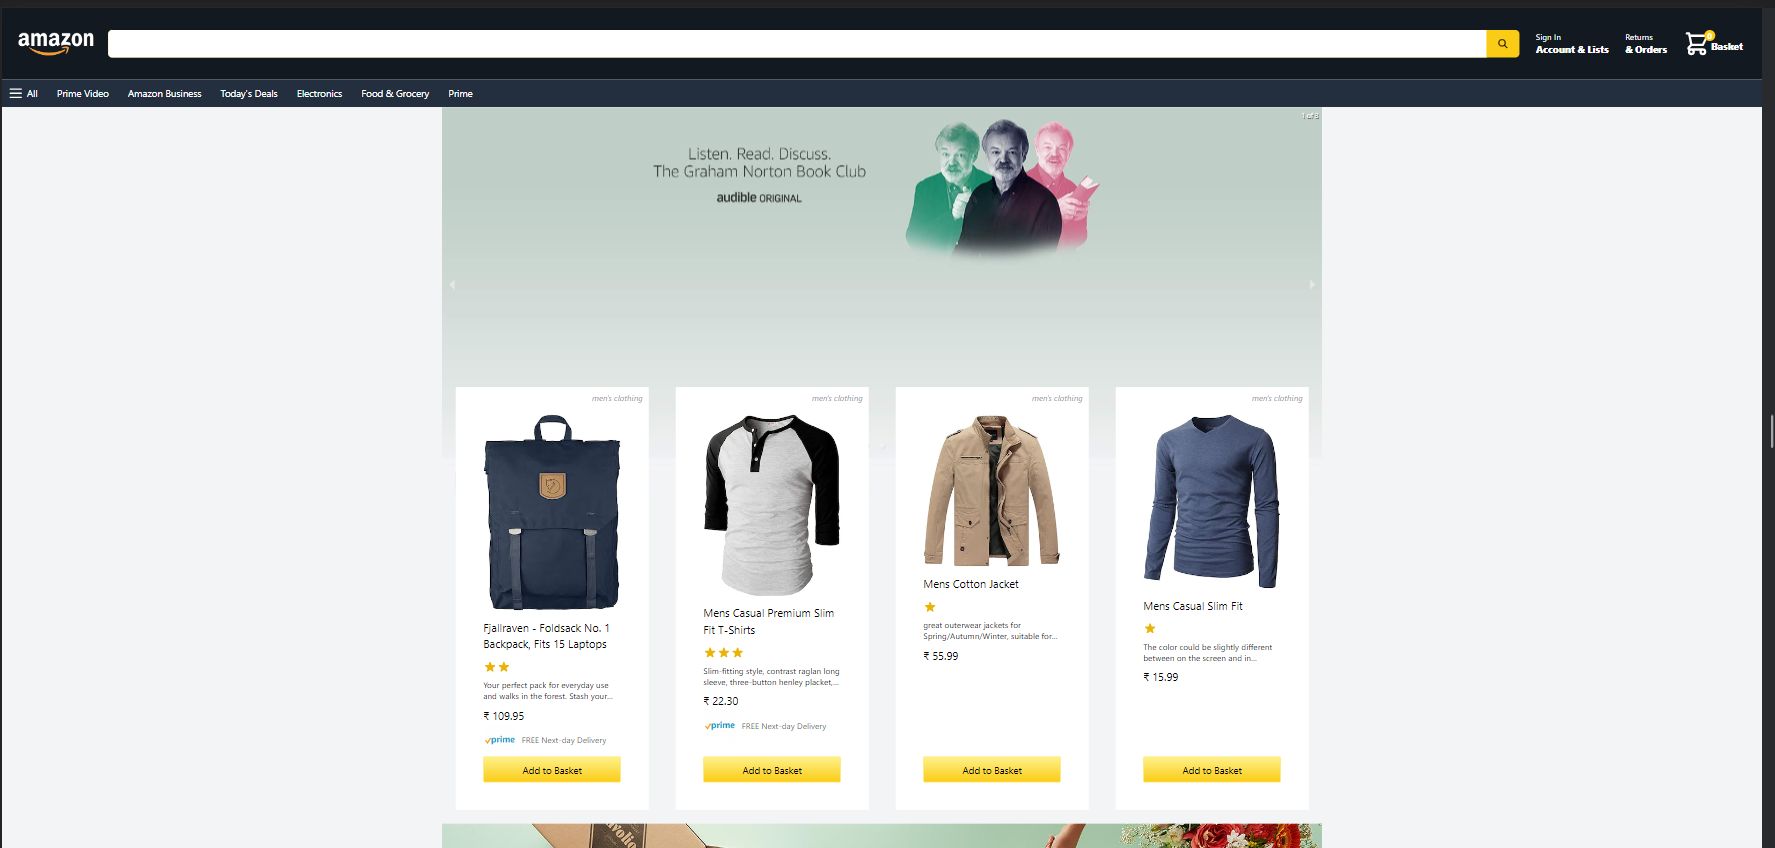 amazon
Sign In
Account & Lists
Returns
& Orders
0
Basket
All
Prime Video
Amazon Business
Today's Deals
Electronics
Food & Grocery
Prime
1 of 3
Listen. Read. Discuss.
The Graham Norton Book Club
audible ORIGINAL
men's clothing
Fjallraven - Foldsack No. 1
Backpack, Fits 15 Laptops
Your perfect pack for everyday use
and walks in the forest. Stash your...
₹ 109.95
prime FREE Next-day Delivery
Add to Basket
men's clothing
Mens Casual Premium Slim
Fit T-Shirts
Slim-fitting style, contrast raglan long
sleeve, three-button henley placket,...
₹ 22.30
prime FREE Next-day Delivery
Add to Basket
men's clothing
Mens Cotton Jacket
great outerwear jackets for
Spring/Autumn/Winter, suitable for...
₹ 55.99
Add to Basket
men's clothing
Mens Casual Slim Fit
The color could be slightly different
between on the screen and in...
₹ 15.99
Add to Basket